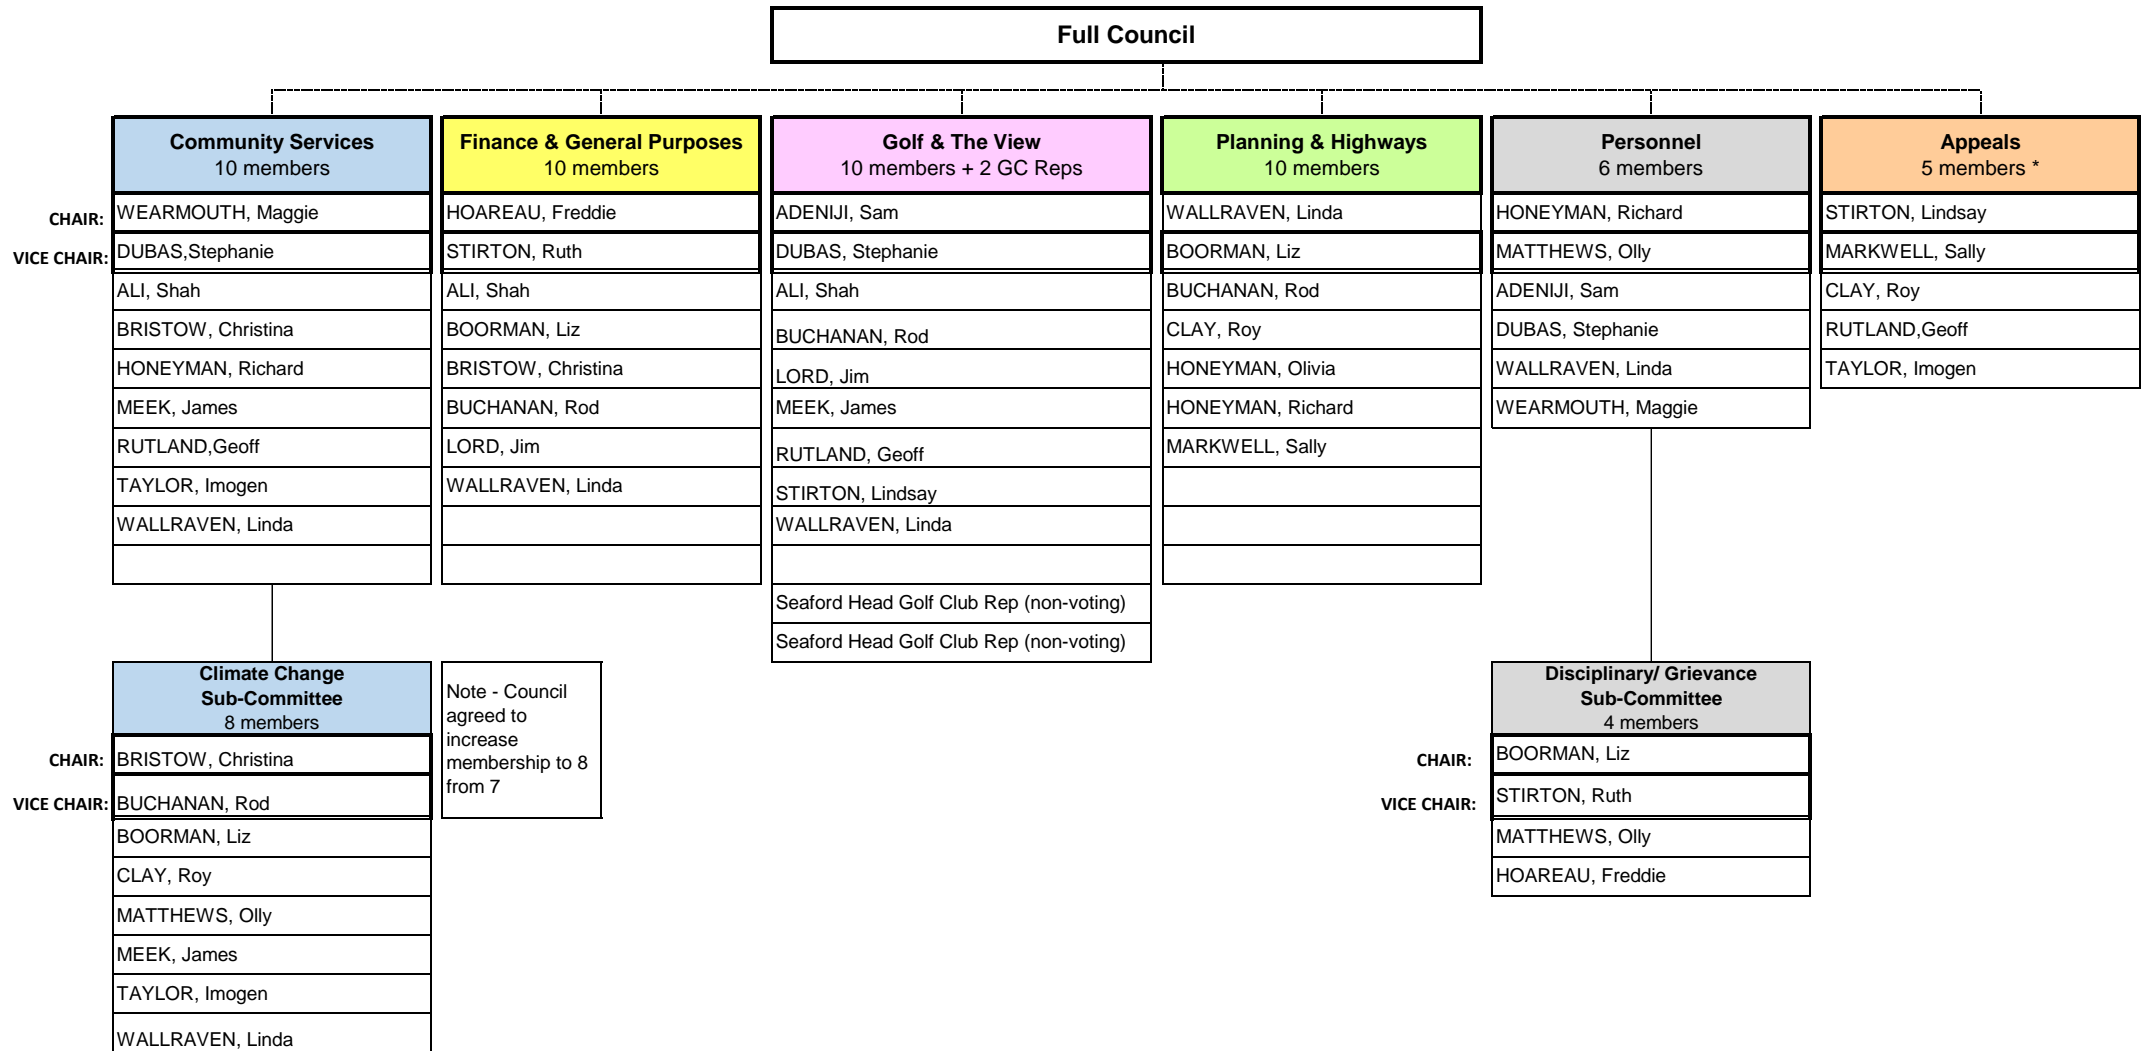 Full Council
Community Services
10 members
Finance & General Purposes
10 members
Golf & The View
10 members + 2 GC Reps
Planning & Highways
10 members
Personnel
6 members
Appeals
5 members *
CHAIR:
WEARMOUTH, Maggie
HOAREAU, Freddie
ADENIJI, Sam
WALLRAVEN, Linda
HONEYMAN, Richard
STIRTON, Lindsay
VICE CHAIR:
DUBAS,Stephanie
STIRTON, Ruth
DUBAS, Stephanie
BOORMAN, Liz
MATTHEWS, Olly
MARKWELL, Sally
ALI, Shah
ALI, Shah
ALI, Shah
BUCHANAN, Rod
ADENIJI, Sam
CLAY, Roy
BRISTOW, Christina
BOORMAN, Liz
BUCHANAN, Rod
CLAY, Roy
DUBAS, Stephanie
RUTLAND,Geoff
HONEYMAN, Richard
BRISTOW, Christina
LORD, Jim
HONEYMAN, Olivia
WALLRAVEN, Linda
TAYLOR, Imogen
MEEK, James
BUCHANAN, Rod
MEEK, James
HONEYMAN, Richard
WEARMOUTH, Maggie
RUTLAND,Geoff
LORD, Jim
RUTLAND, Geoff
MARKWELL, Sally
TAYLOR, Imogen
WALLRAVEN, Linda
STIRTON, Lindsay
WALLRAVEN, Linda
WALLRAVEN, Linda
Seaford Head Golf Club Rep (non-voting)
Seaford Head Golf Club Rep (non-voting)
Climate Change
Sub-Committee
8 members
Note - Council
agreed to
increase
membership to 8
from 7
Disciplinary/ Grievance
Sub-Committee
4 members
CHAIR:
BRISTOW, Christina
CHAIR:
BOORMAN, Liz
VICE CHAIR:
BUCHANAN, Rod
VICE CHAIR:
STIRTON, Ruth
BOORMAN, Liz
MATTHEWS, Olly
CLAY, Roy
HOAREAU, Freddie
MATTHEWS, Olly
MEEK, James
TAYLOR, Imogen
WALLRAVEN, Linda